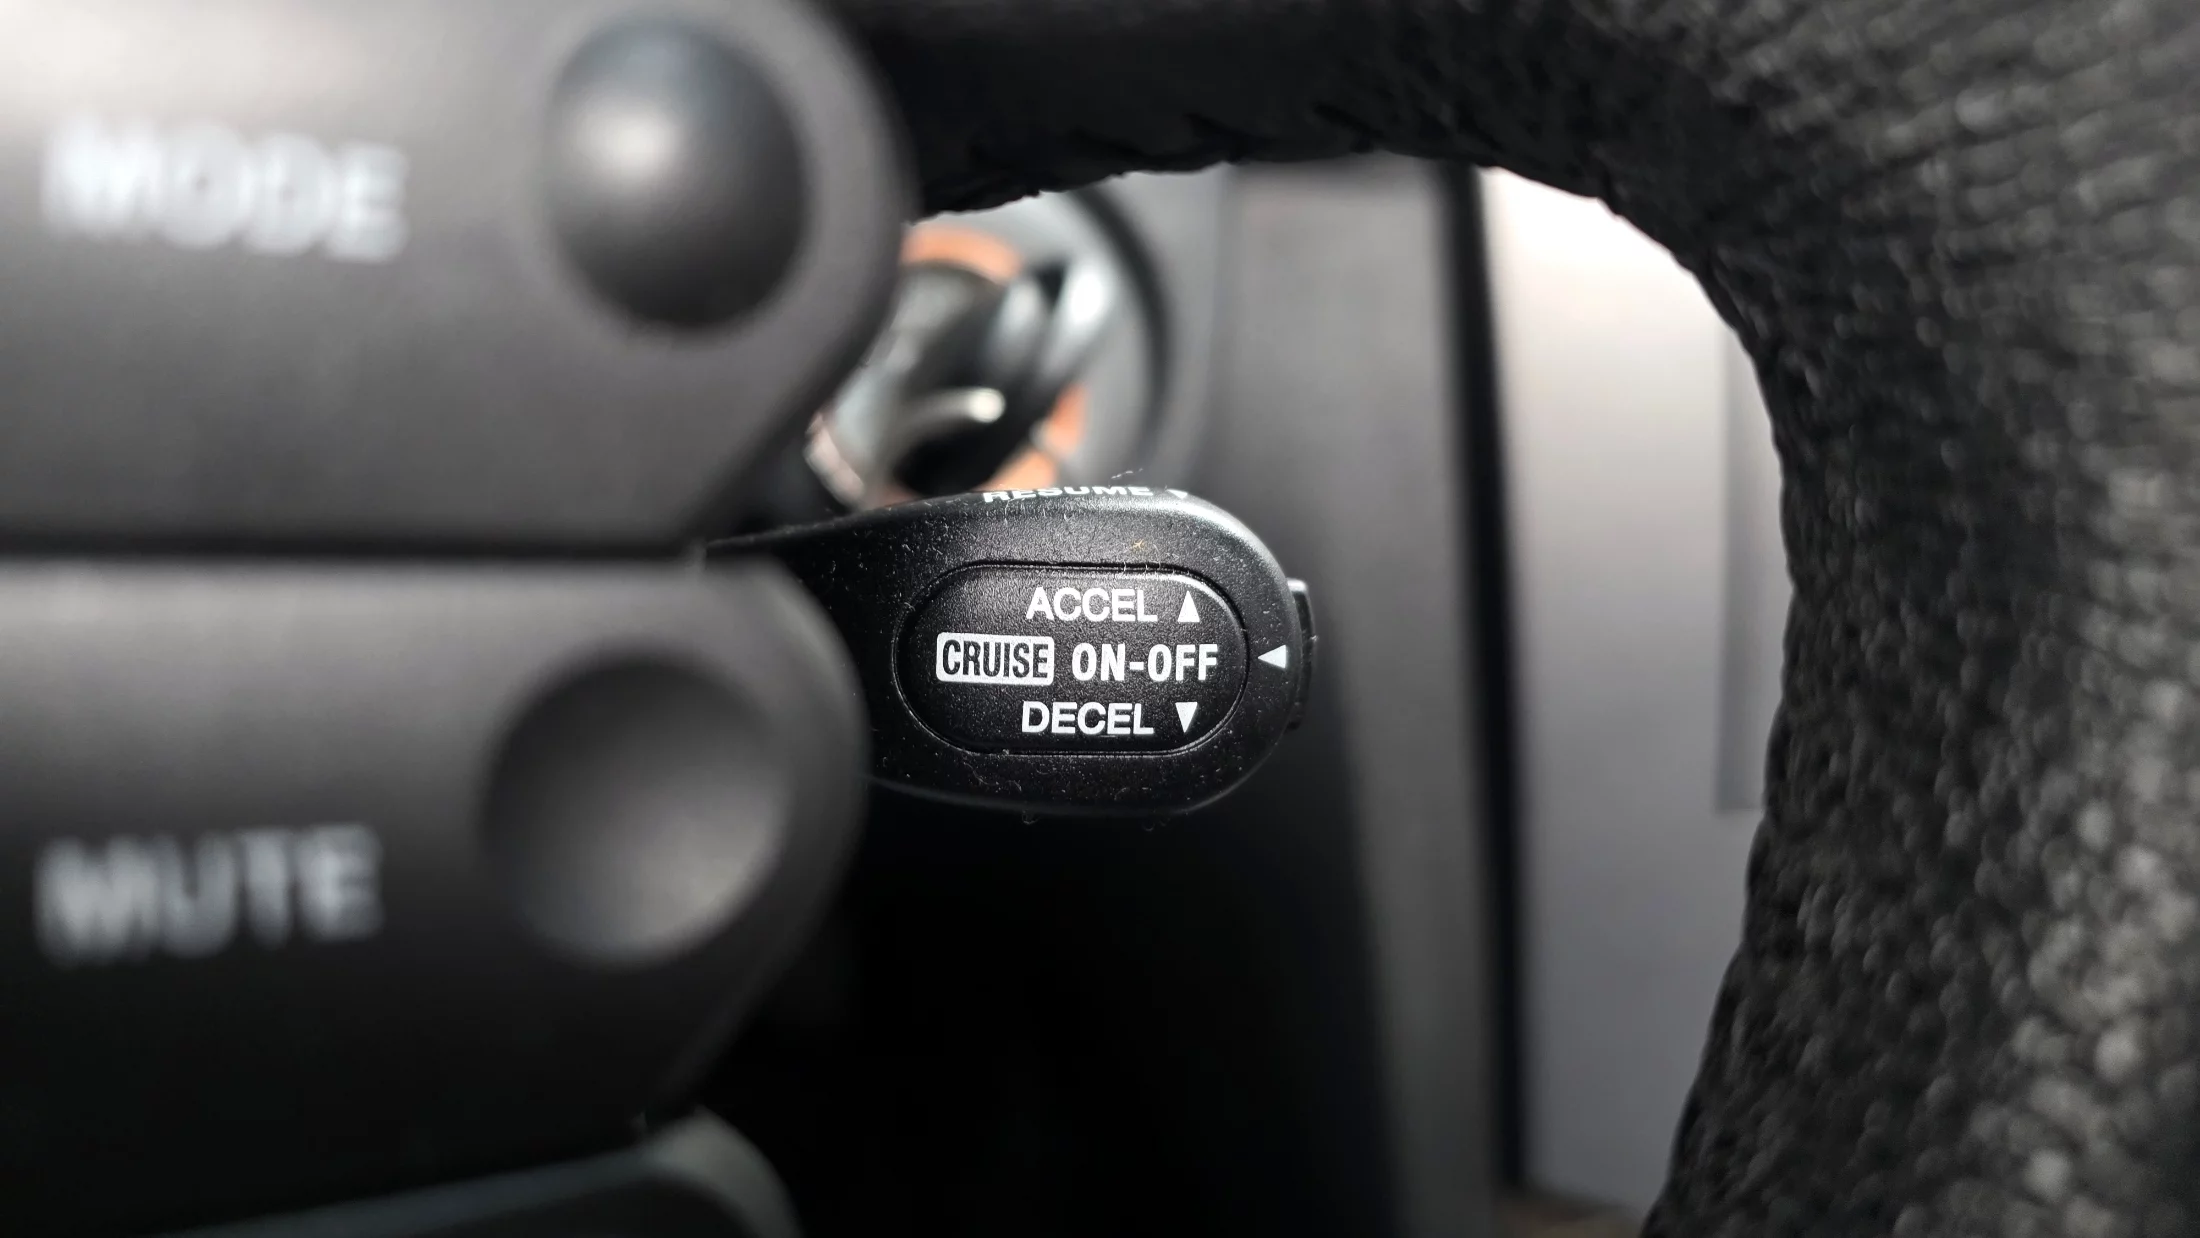 MODE
RESUME ▼
ACCEL ▲
CRUISE ON-OFF ◀
DECEL ▼
MUTE